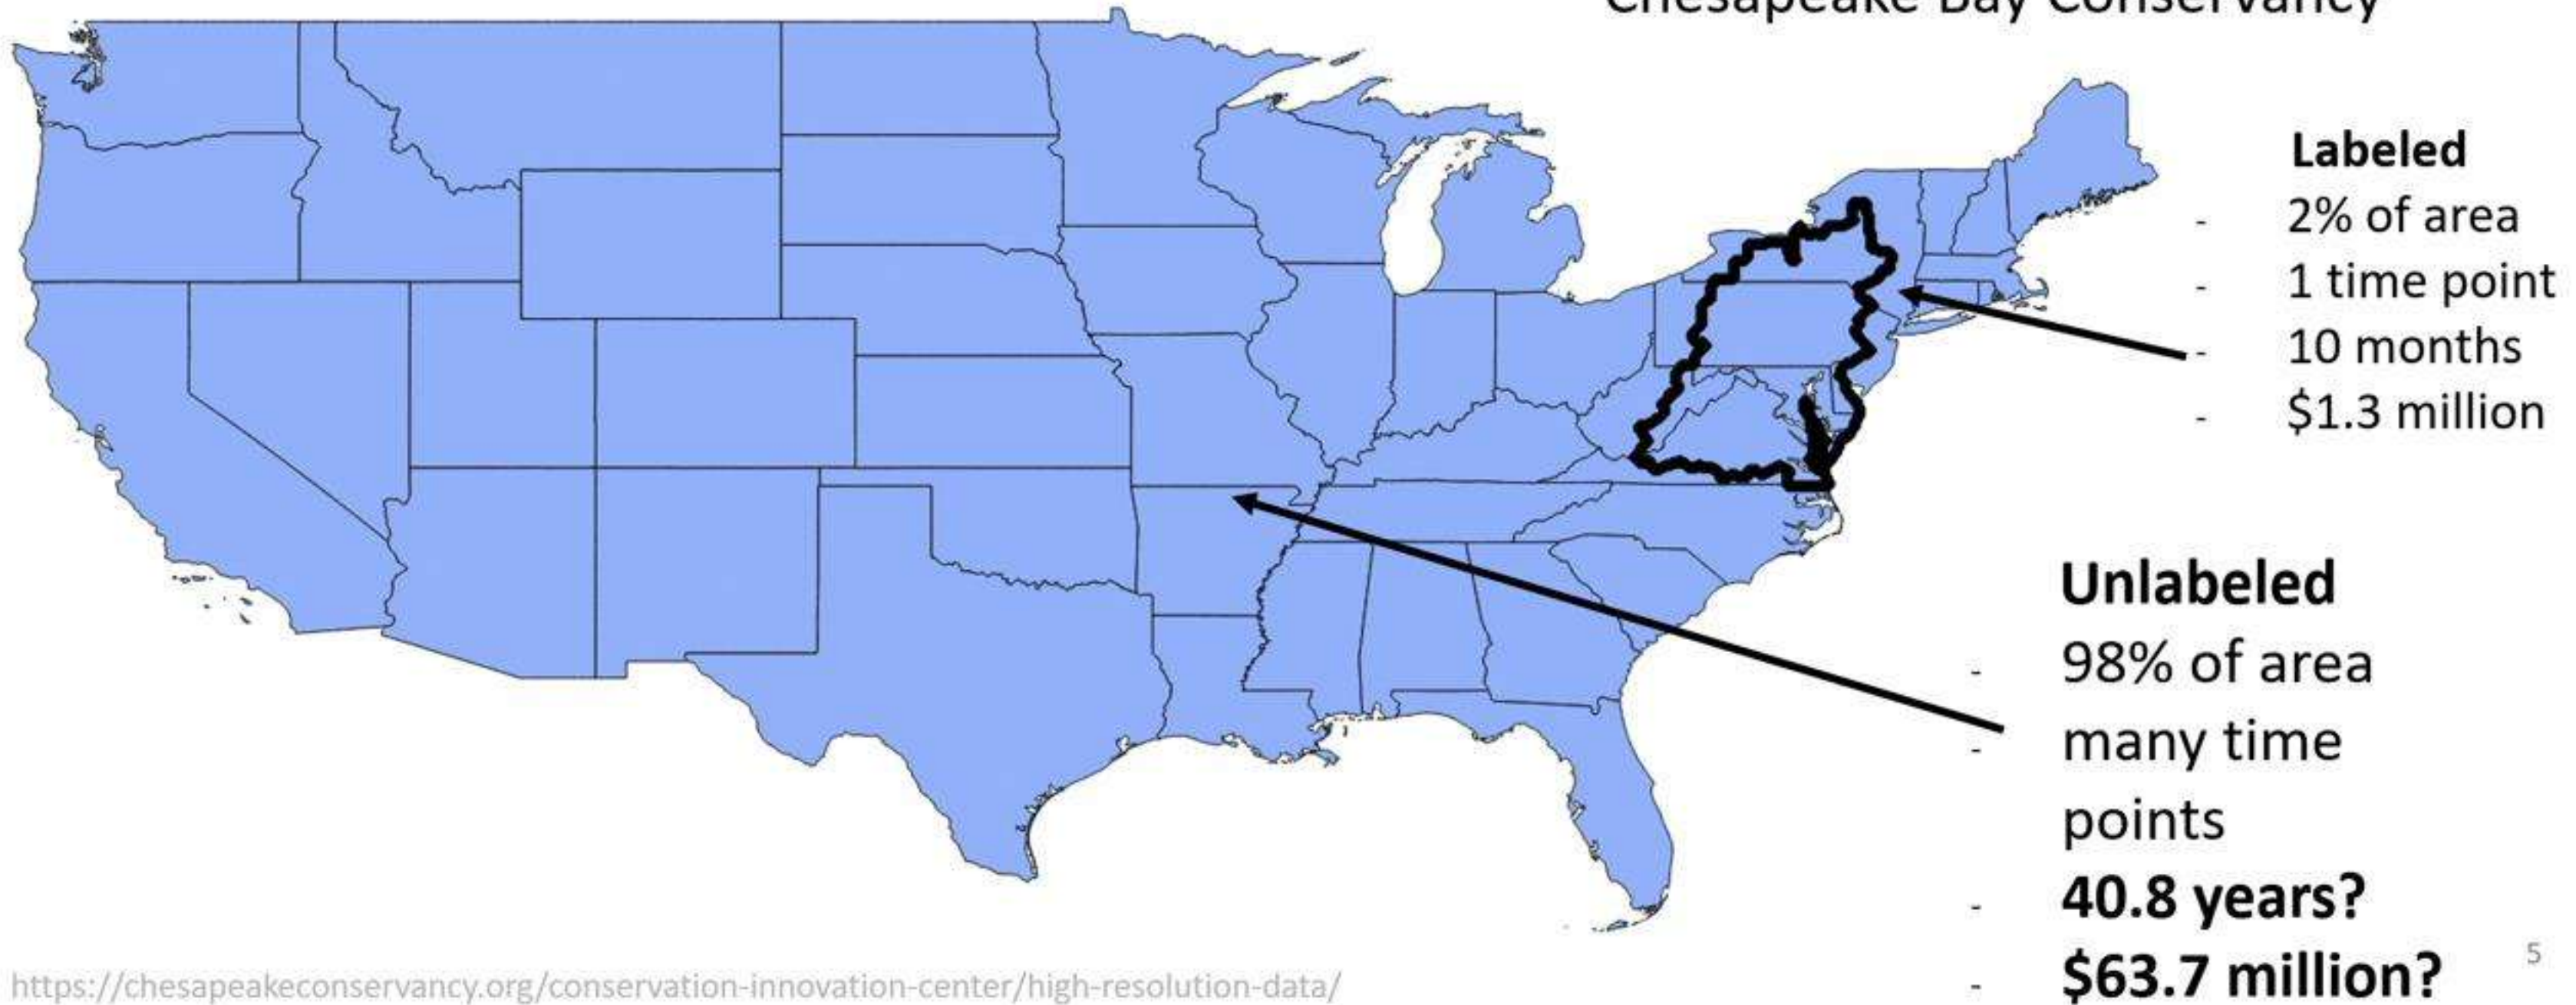 Chesapeake Bay Conservancy
Labeled
- 2% of area
- 1 time point
- 10 months
- $1.3 million
Unlabeled
- 98% of area
- many time
points
- 40.8 years?
- $63.7 million?
5
https://chesapeakeconservancy.org/conservation-innovation-center/high-resolution-data/